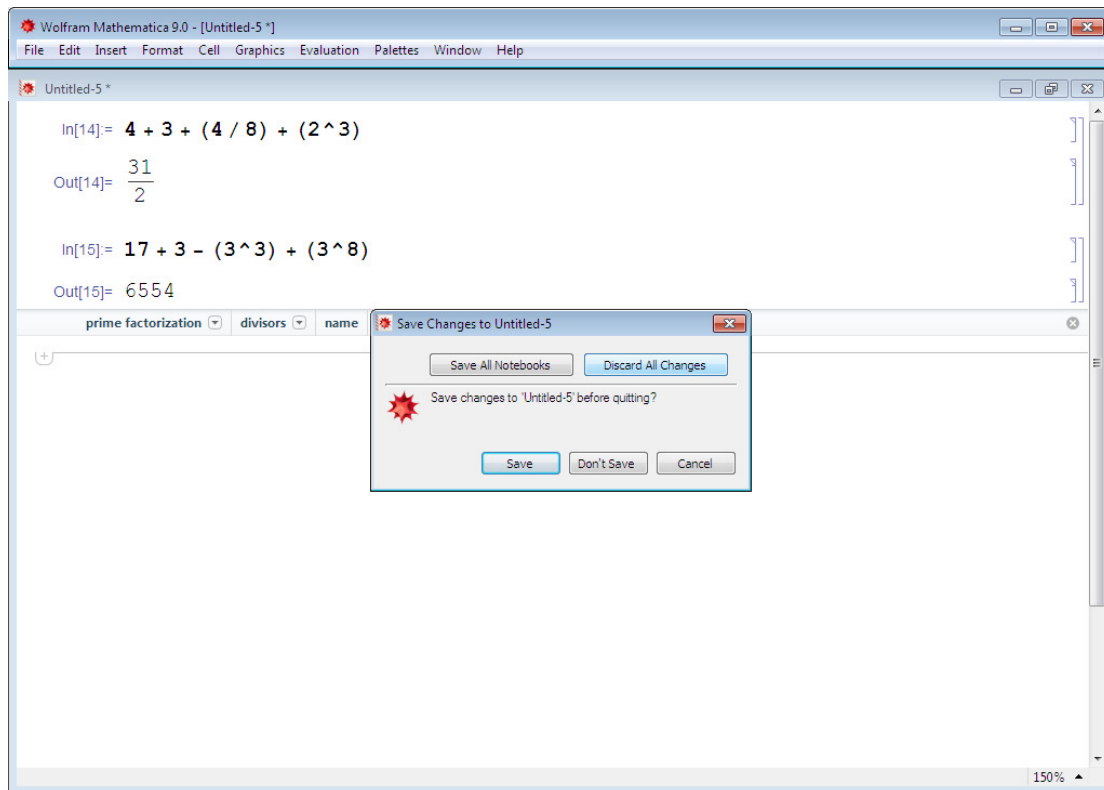 Wolfram Mathematica 9.0 - [Untitled-5 *]
File Edit Insert Format Cell Graphics Evaluation Palettes Window Help
Untitled-5 *
In[14]:= 4 + 3 + (4 / 8) + (2^3)
Out[14]= 31
2
In[15]:= 17 + 3 - (3^3) + (3^8)
Out[15]= 6554
prime factorization divisors name
Save Changes to Untitled-5
Save All Notebooks Discard All Changes
Save changes to 'Untitled-5' before quitting?
Save Don't Save Cancel
150%